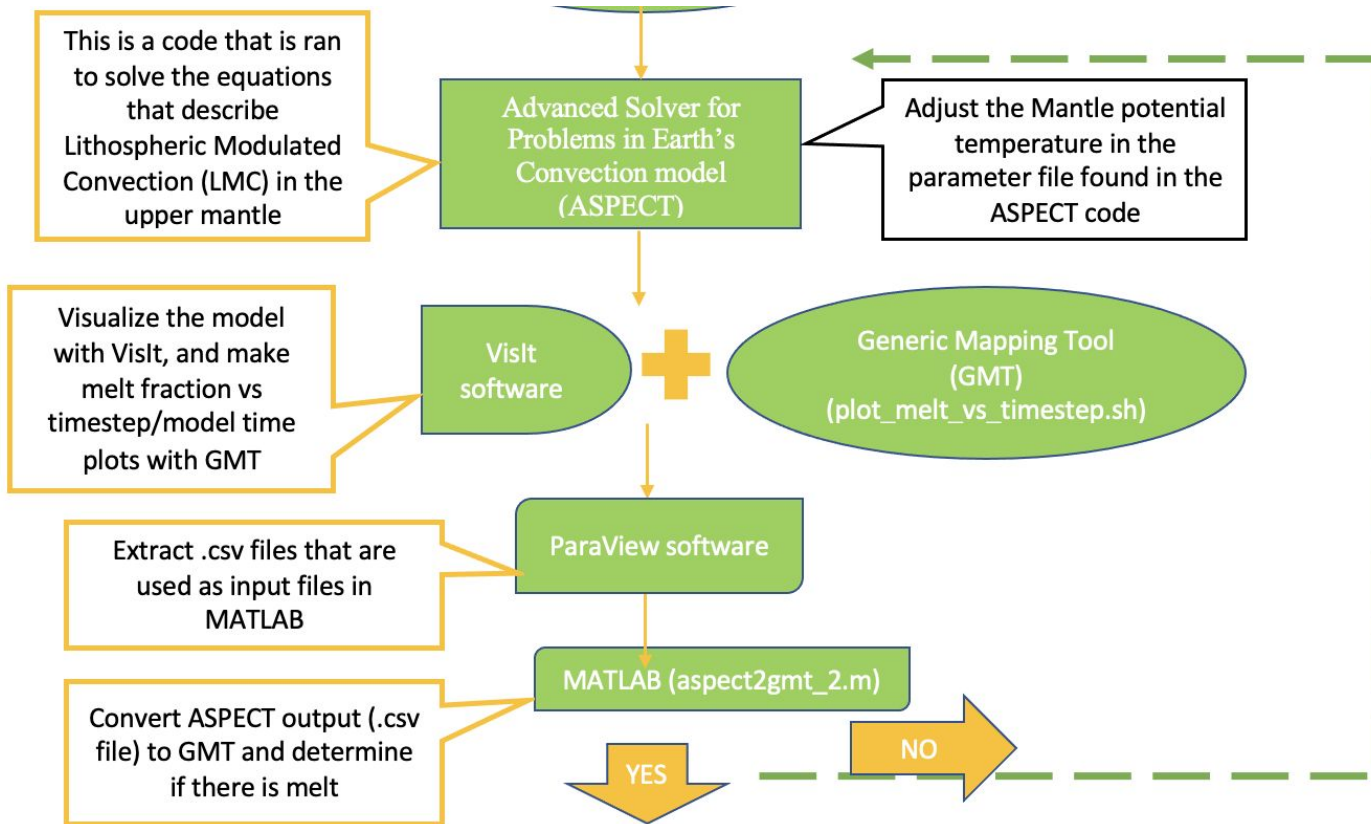 This is a code that is ran
to solve the equations
that describe
Lithospheric Modulated
Convection (LMC) in the
upper mantle
Advanced Solver for
Problems in Earth's
Convection model
(ASPECT)
Adjust the Mantle potential
temperature in the
parameter file found in the
ASPECT code
Visualize the model
with VisIt, and make
melt fraction vs
timestep/model time
plots with GMT
VisIt
software
Generic Mapping Tool
(GMT)
(plot_melt_vs_timestep.sh)
Extract .csv files that are
used as input files in
MATLAB
ParaView software
MATLAB (aspect2gmt_2.m)
Convert ASPECT output (.csv
file) to GMT and determine
if there is melt
YES
NO